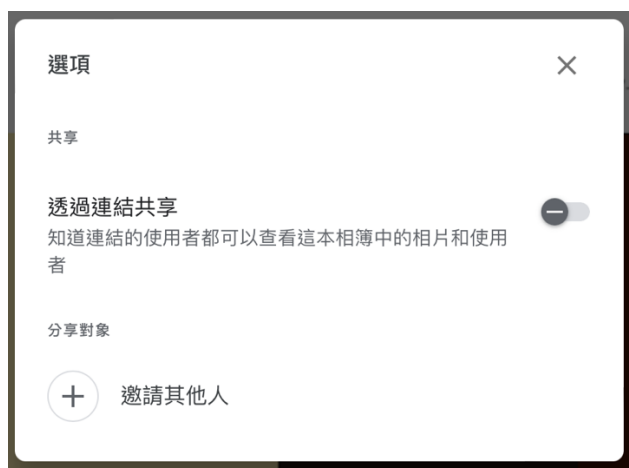 選項
共享
透過連結共享
知道連結的使用者都可以查看這本相簿中的相片和使用
者
分享對象
邀請其他人